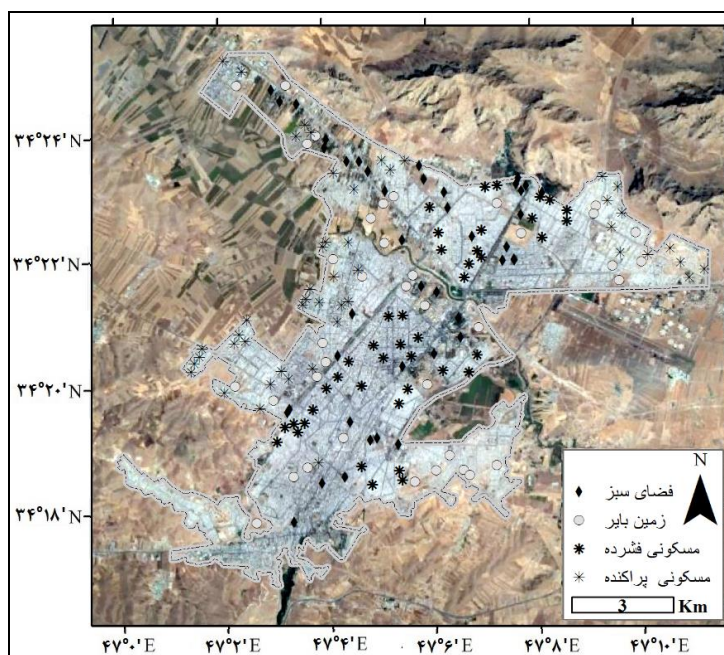 ۳۴°۲۴'N
۳۴°۲۲'N
۳۴°۲۰'N
۳۴°۱۸'N
N
فضای سبز
زمین بایر
مسکونی فشرده
مسکونی پراکنده
3 Km
۴۷°۰'E
۴۷°۲'E
۴۷°۴'E
۴۷°۶'E
۴۷°۸'E
۴۷°۱۰'E